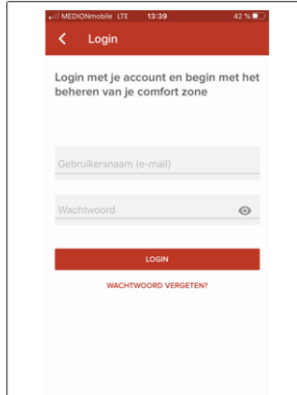 MEDIONmobile LTE 13:39 42 %
Login
Login met je account en begin met het
beheren van je comfort zone
Gebruikersnaam (e-mail)
Wachtwoord
LOGIN
WACHTWOORD VERGETEN?